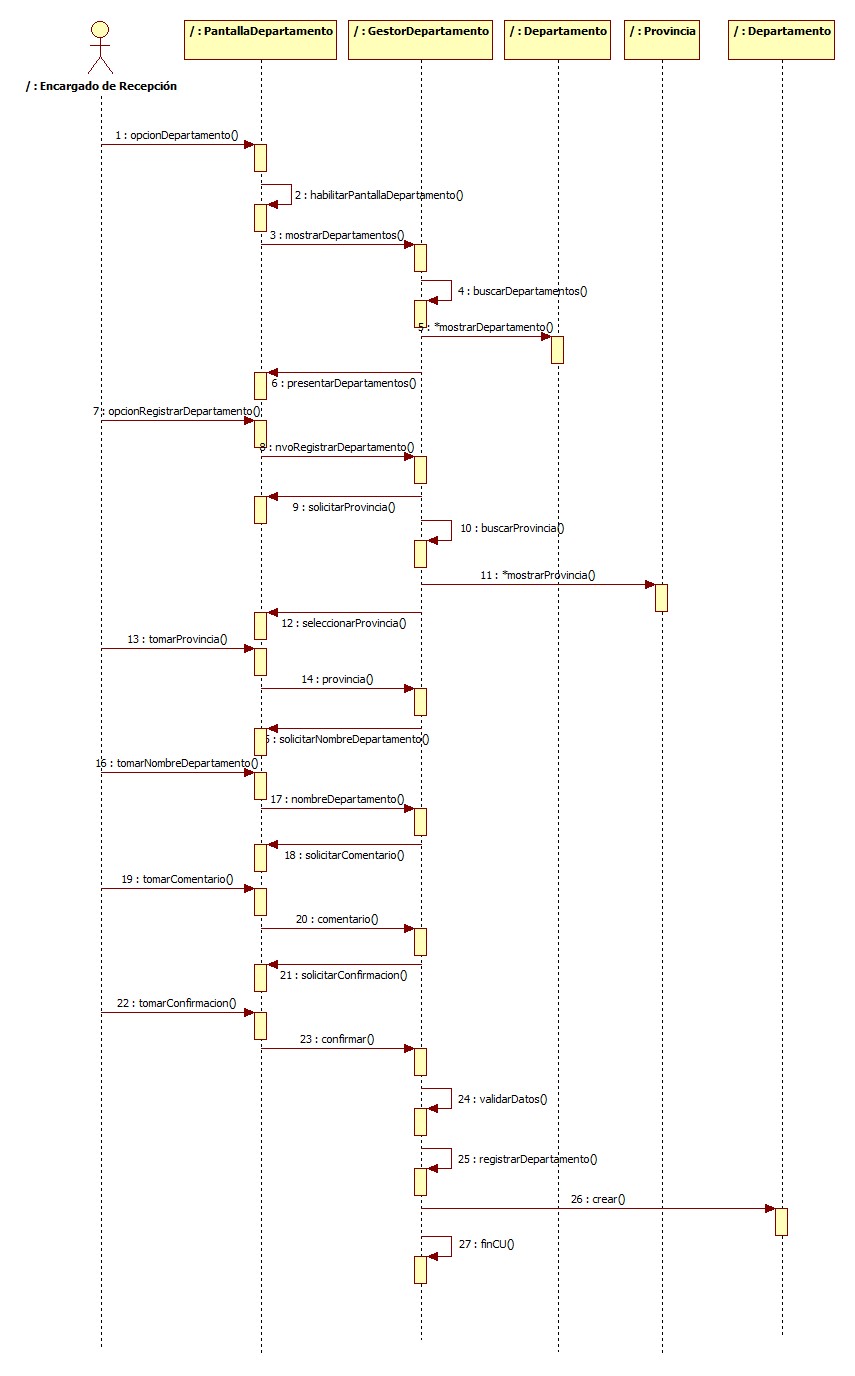 / : PantallaDepartamento
/ : GestorDepartamento
/ : Departamento
/ : Provincia
/ : Departamento
/ : Encargado de Recepción
1 : opcionDepartamento()
2 : habilitarPantallaDepartamento()
3 : mostrarDepartamentos()
4 : buscarDepartamentos()
5 : *mostrarDepartamento()
6 : presentarDepartamentos()
7 : opcionRegistrarDepartamento()
8 : nvoRegistrarDepartamento()
9 : solicitarProvincia()
10 : buscarProvincia()
11 : *mostrarProvincia()
12 : seleccionarProvincia()
13 : tomarProvincia()
14 : provincia()
5 : solicitarNombreDepartamento()
16 : tomarNombreDepartamento()
17 : nombreDepartamento()
18 : solicitarComentario()
19 : tomarComentario()
20 : comentario()
21 : solicitarConfirmacion()
22 : tomarConfirmacion()
23 : confirmar()
24 : validarDatos()
25 : registrarDepartamento()
26 : crear()
27 : finCU()